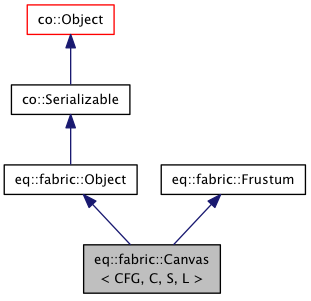 co::Object
co::Serializable
eq::fabric::Object
eq::fabric::Frustum
eq::fabric::Canvas
< CFG, C, S, L >